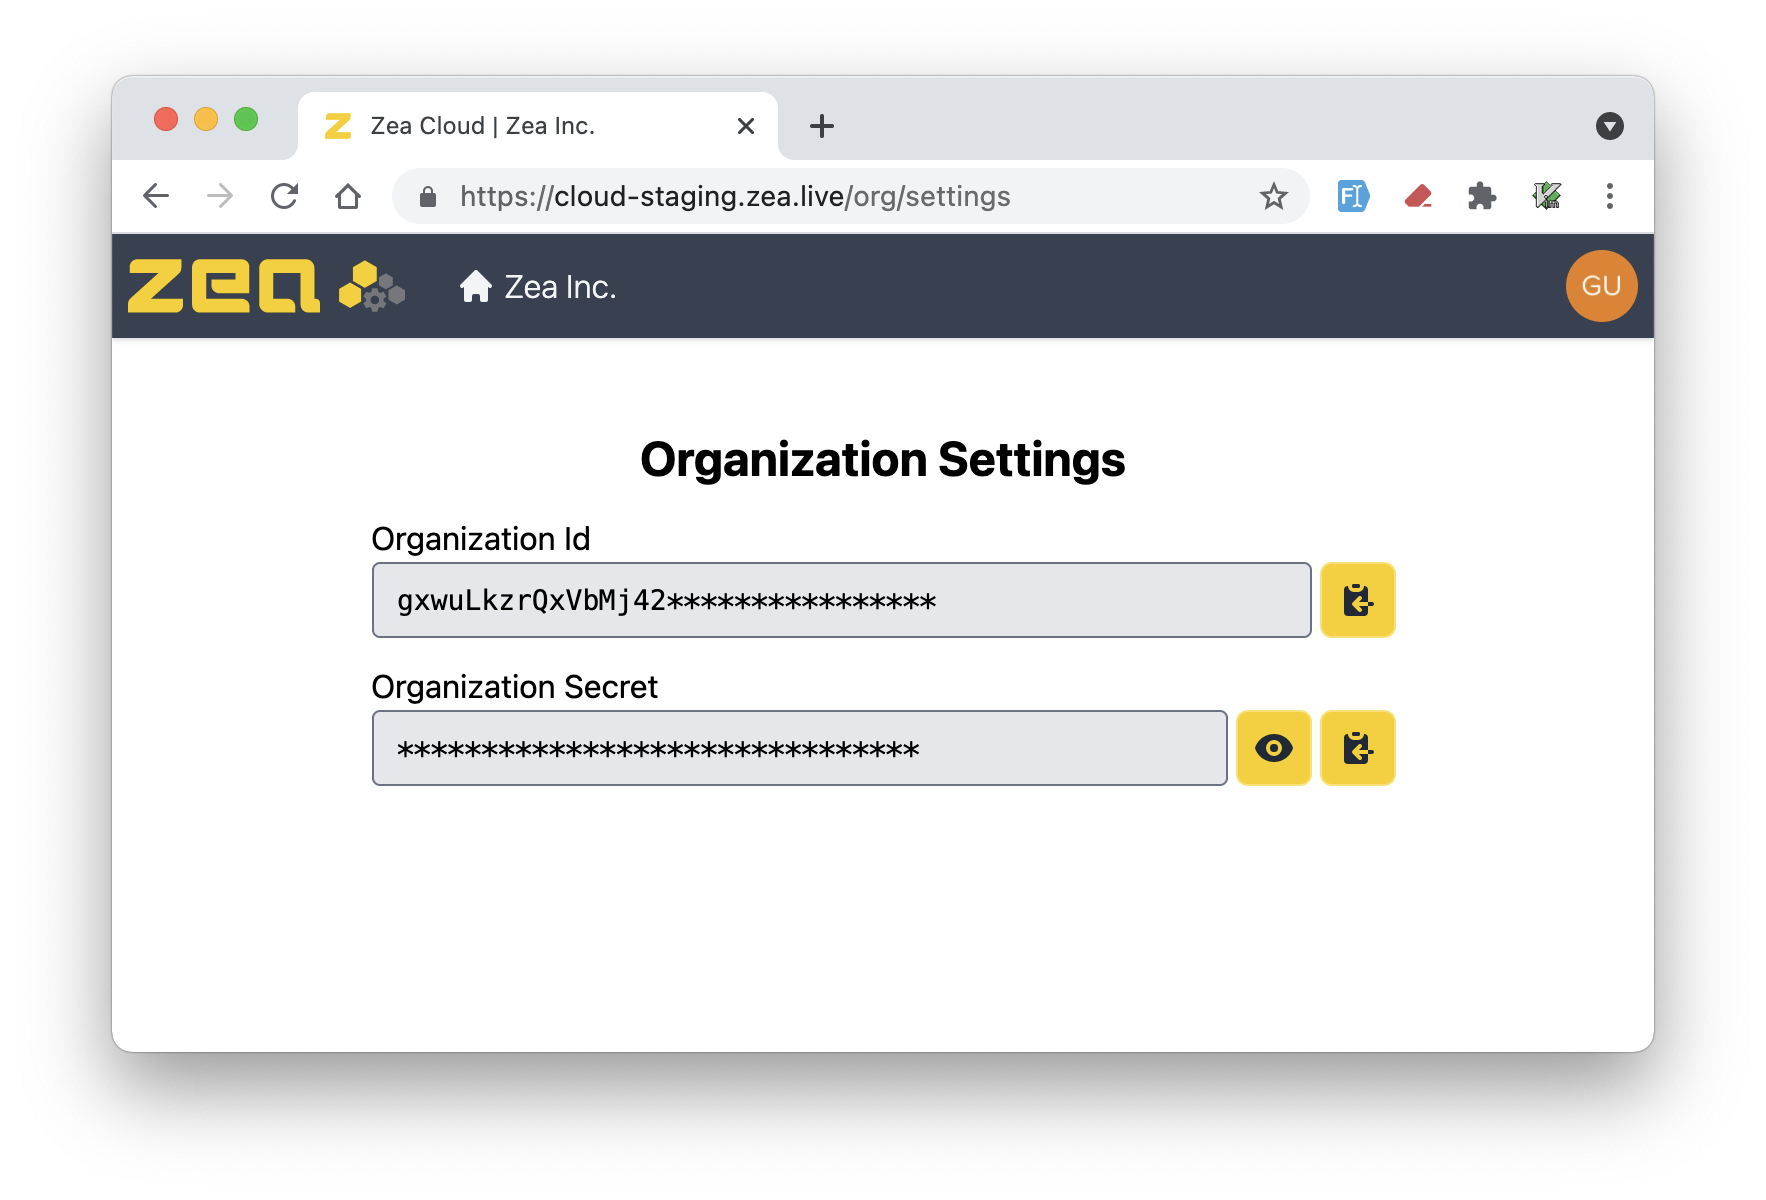 Zea Cloud | Zea Inc.
https://cloud-staging.zea.live/org/settings
zea
Zea Inc.
GU
Organization Settings
Organization Id
gxwuLkzrQxVbMj42****************
Organization Secret
*******************************